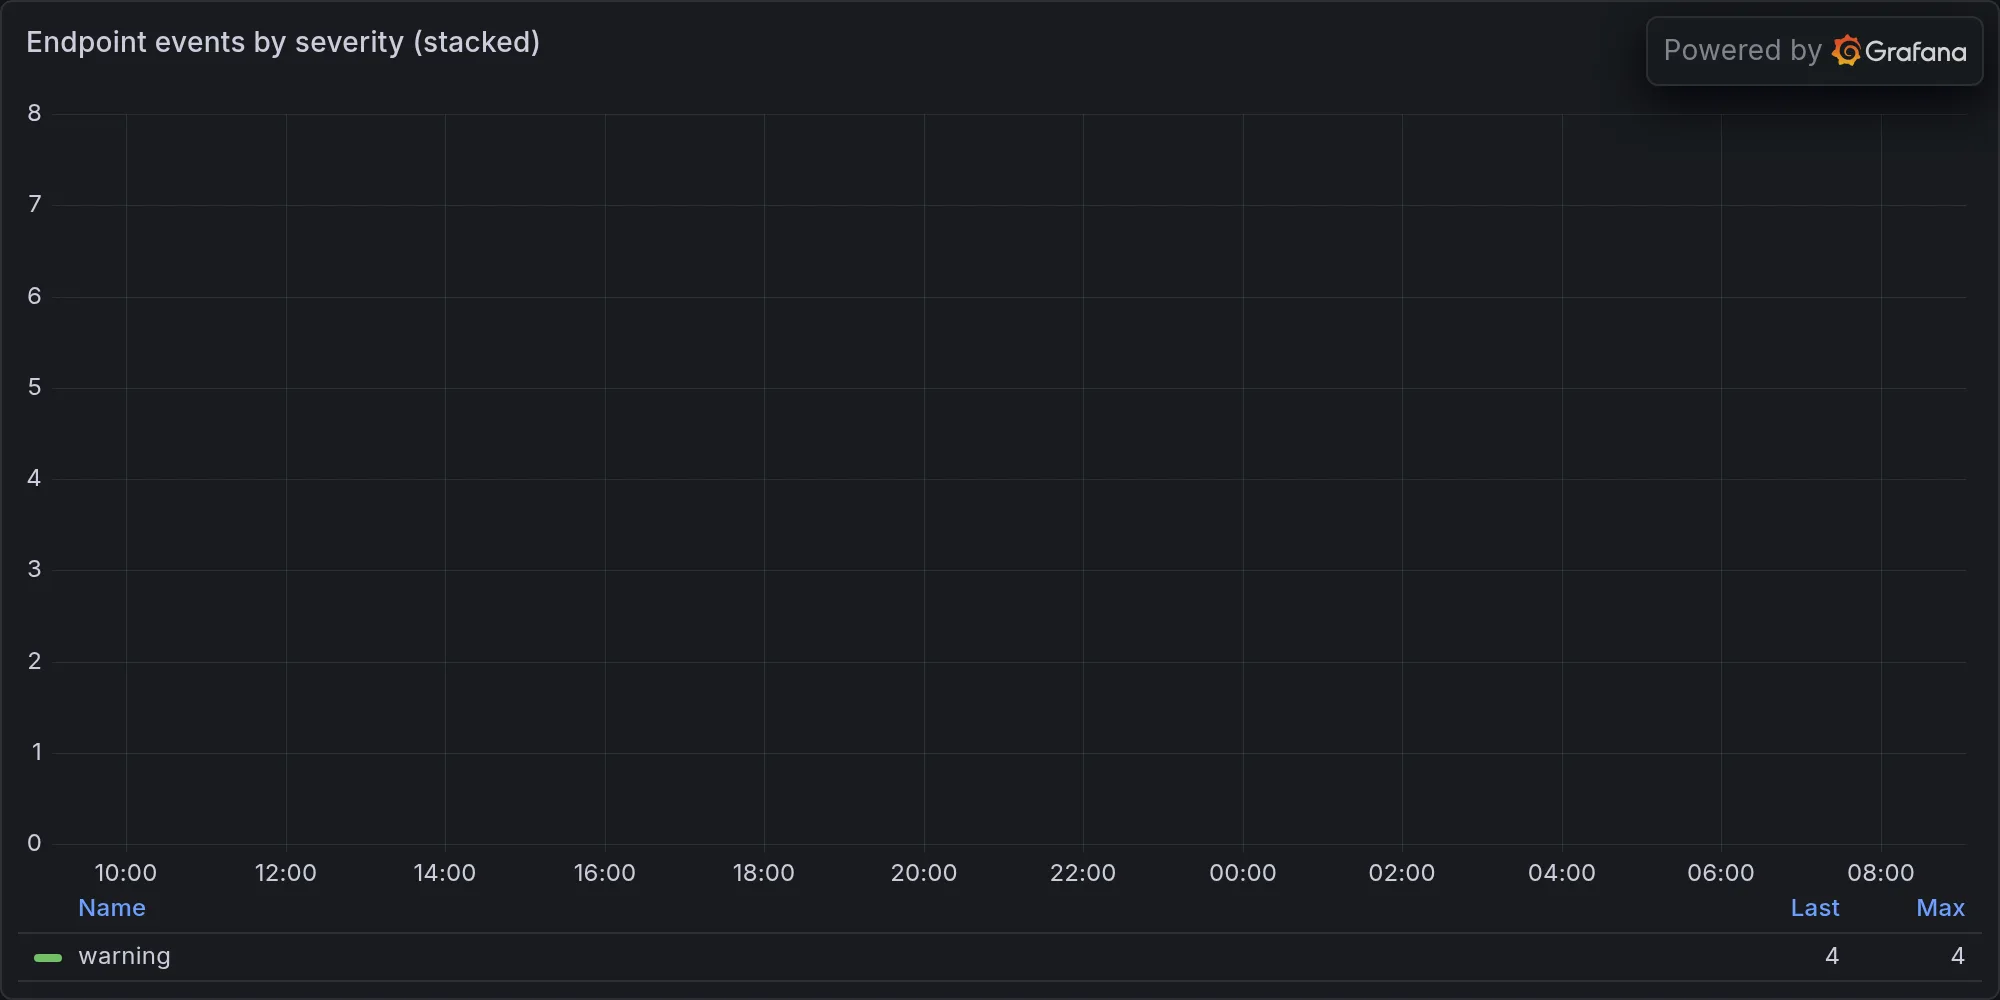 Endpoint events by severity (stacked)
Powered by Grafana
8
7
6
5
4
3
2
1
0
10:00 12:00 14:00 16:00 18:00 20:00 22:00 00:00 02:00 04:00 06:00 08:00
Name Last Max
warning 4 4